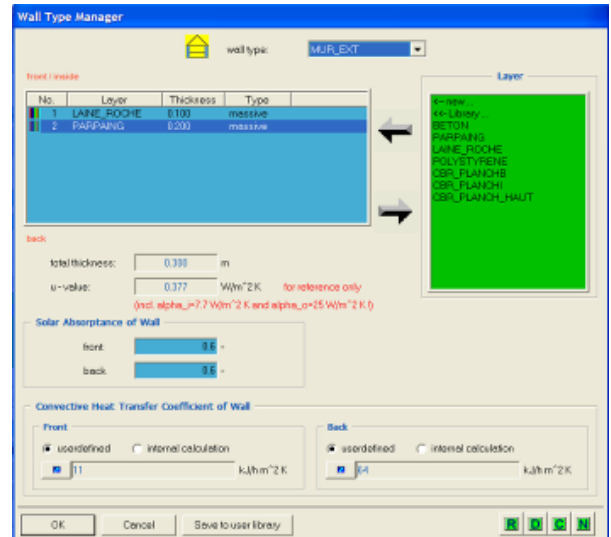 Wall Type Manager
wall type: MUR_EXT
front / inside
Layer
No. Layer Thickness Type
1 LAINE_ROCHE 0.100 massive
2 PARPAING 0.200 massive
<-- new...
<<- Library...
BETON
PARPAING
LAINE_ROCHE
POLYSTYRENE
CBR_PLANCHB
CBR_PLANCHI
CBR_PLANCH_HAUT
back
total thickness: 0.300 m
u - value: 0.377 W/m^2 K for reference only
(incl. alpha_i=7.7 W/m^2 K and alpha_o=25 W/m^2 K !)
Solar Absorptance of Wall
front 0.6 -
back 0.6 -
Convective Heat Transfer Coefficient of Wall
Front
userdefined internal calculation
11 kJ/h m^2 K
Back
userdefined internal calculation
64 kJ/h m^2 K
OK Cancel Save to user library R D C N